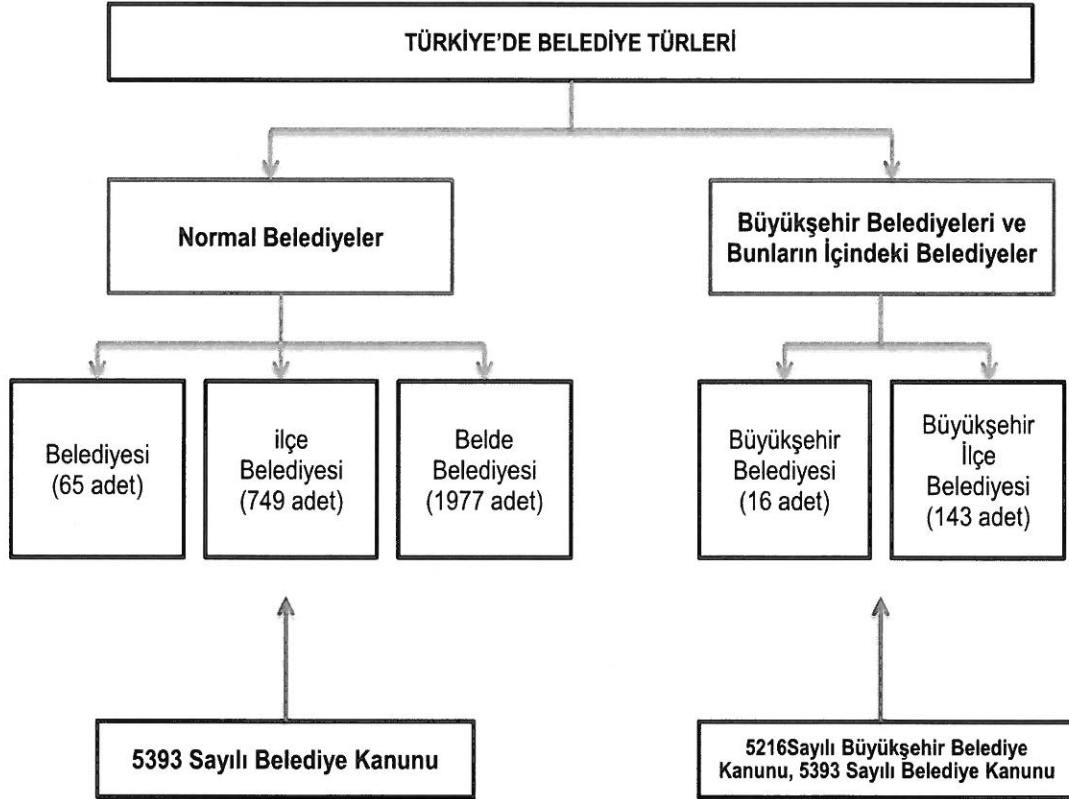 TÜRKİYE'DE BELEDİYE TÜRLERİ
Normal Belediyeler
Büyükşehir Belediyeleri ve
Bunların İçindeki Belediyeler
Belediyesi
(65 adet)
ilçe
Belediyesi
(749 adet)
Belde
Belediyesi
(1977 adet)
Büyükşehir
Belediyesi
(16 adet)
Büyükşehir
İlçe
Belediyesi
(143 adet)
5393 Sayılı Belediye Kanunu
5216Sayılı Büyükşehir Belediye
Kanunu, 5393 Sayılı Belediye Kanunu